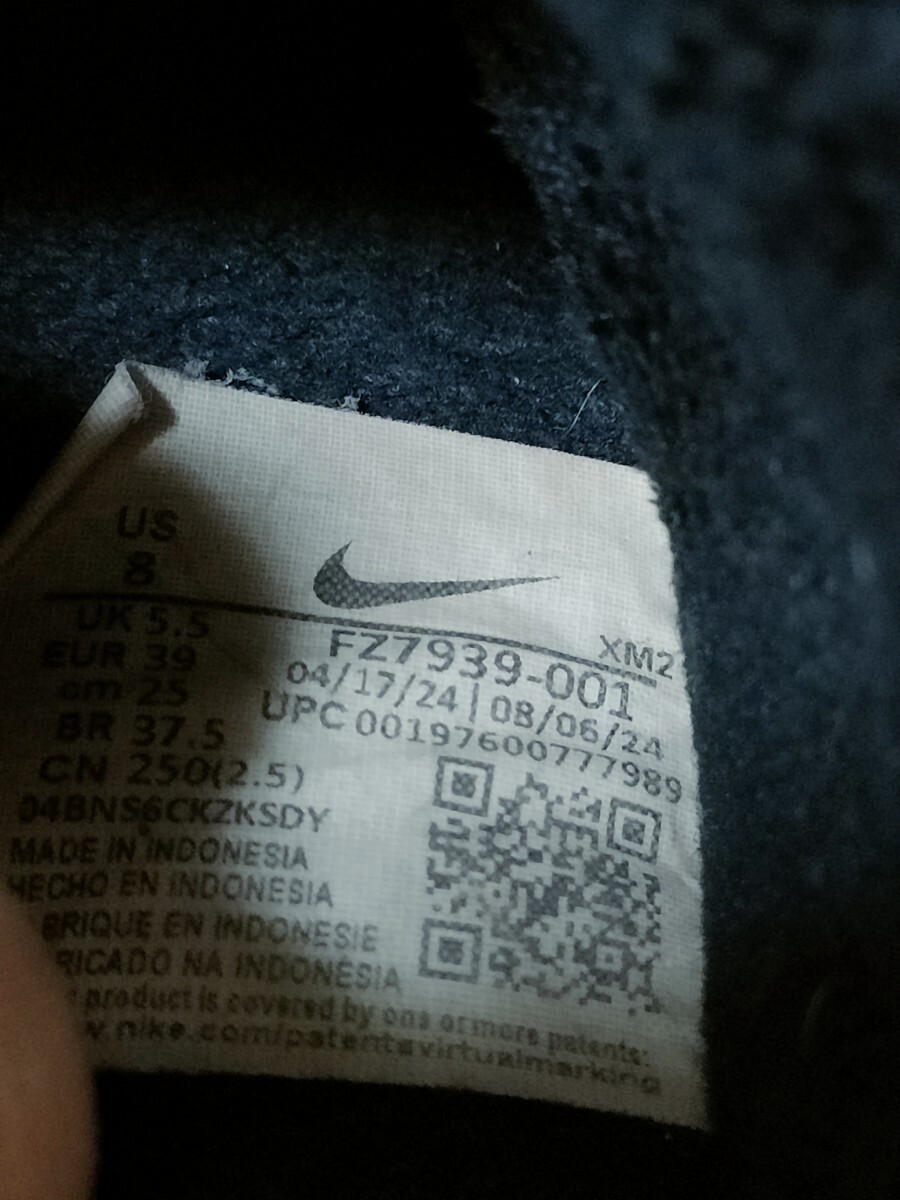 US
8
UK 5.5
EUR 39
cm 25
BR 37.5
CN 250(2.5)
XM2
FZ7939-001
04/17/24 | 08/06/24
UPC 00197600777989
04BNS6CKZKSDY
MADE IN INDONESIA
HECHO EN INDONESIA
BRIQUE EN INDONESIE
RICADO NA INDONESIA
product is covered by one or more patents:
w.nike.com/patentsvirtualmarking